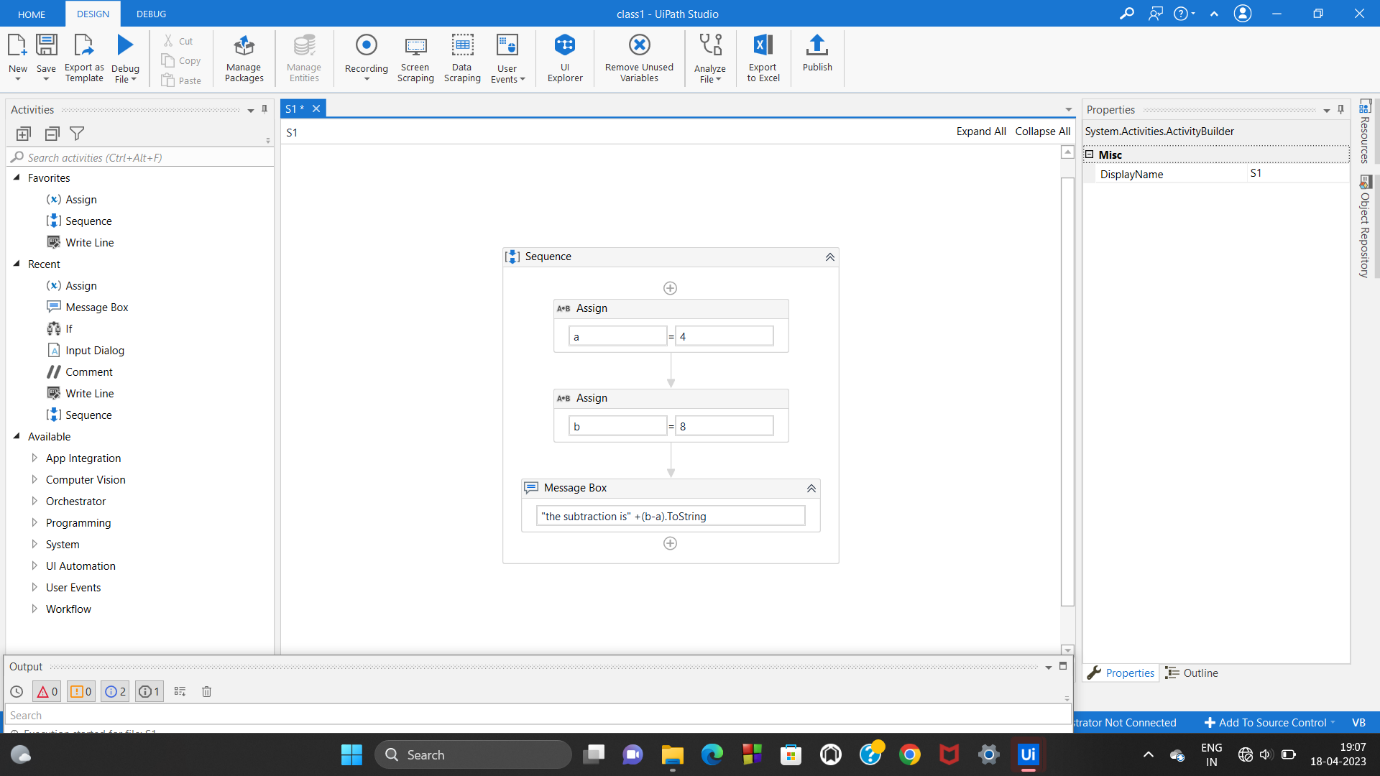 HOME DESIGN DEBUG class1 - UiPath Studio
New Save Export as Template Debug File Cut Copy Paste Manage Packages Manage Entities Recording Screen Scraping Data Scraping User Events UI Explorer Remove Unused Variables Analyze File Export to Excel Publish
Activities
Search activities (Ctrl+Alt+F)
Favorites
(x) Assign
Sequence
Write Line
Recent
(x) Assign
Message Box
If
A Input Dialog
// Comment
Write Line
Sequence
Available
App Integration
Computer Vision
Orchestrator
Programming
System
UI Automation
User Events
Workflow
S1 *
S1 Expand All Collapse All
Sequence
A*B Assign
a = 4
A*B Assign
b = 8
Message Box
"the subtraction is" +(b-a).ToString
Properties
System.Activities.ActivityBuilder
Misc
DisplayName S1
Resources
Object Repository
Properties Outline
Output
0 0 2 1
Search
Execution started for file: S1
strator Not Connected Add To Source Control VB
Search
Ui
ENG
IN
19:07
18-04-2023